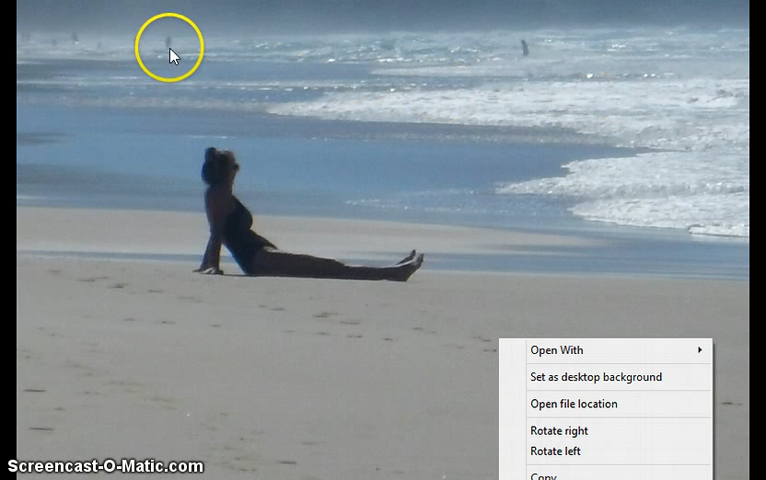 Open With
Set as desktop background
Open file location
Rotate right
Rotate left
Copy
Screencast-O-Matic.com